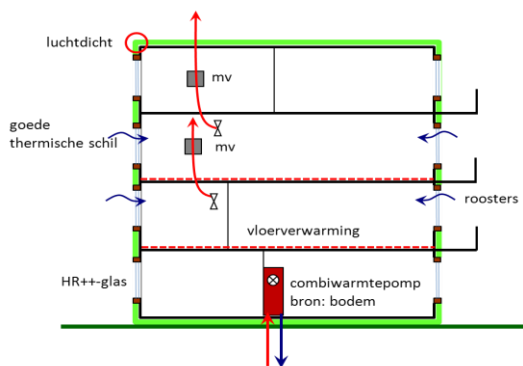 luchtdicht
mv
goede
thermische schil
mv
roosters
vloerverwarming
HR++-glas
combiwarmtepomp
bron: bodem